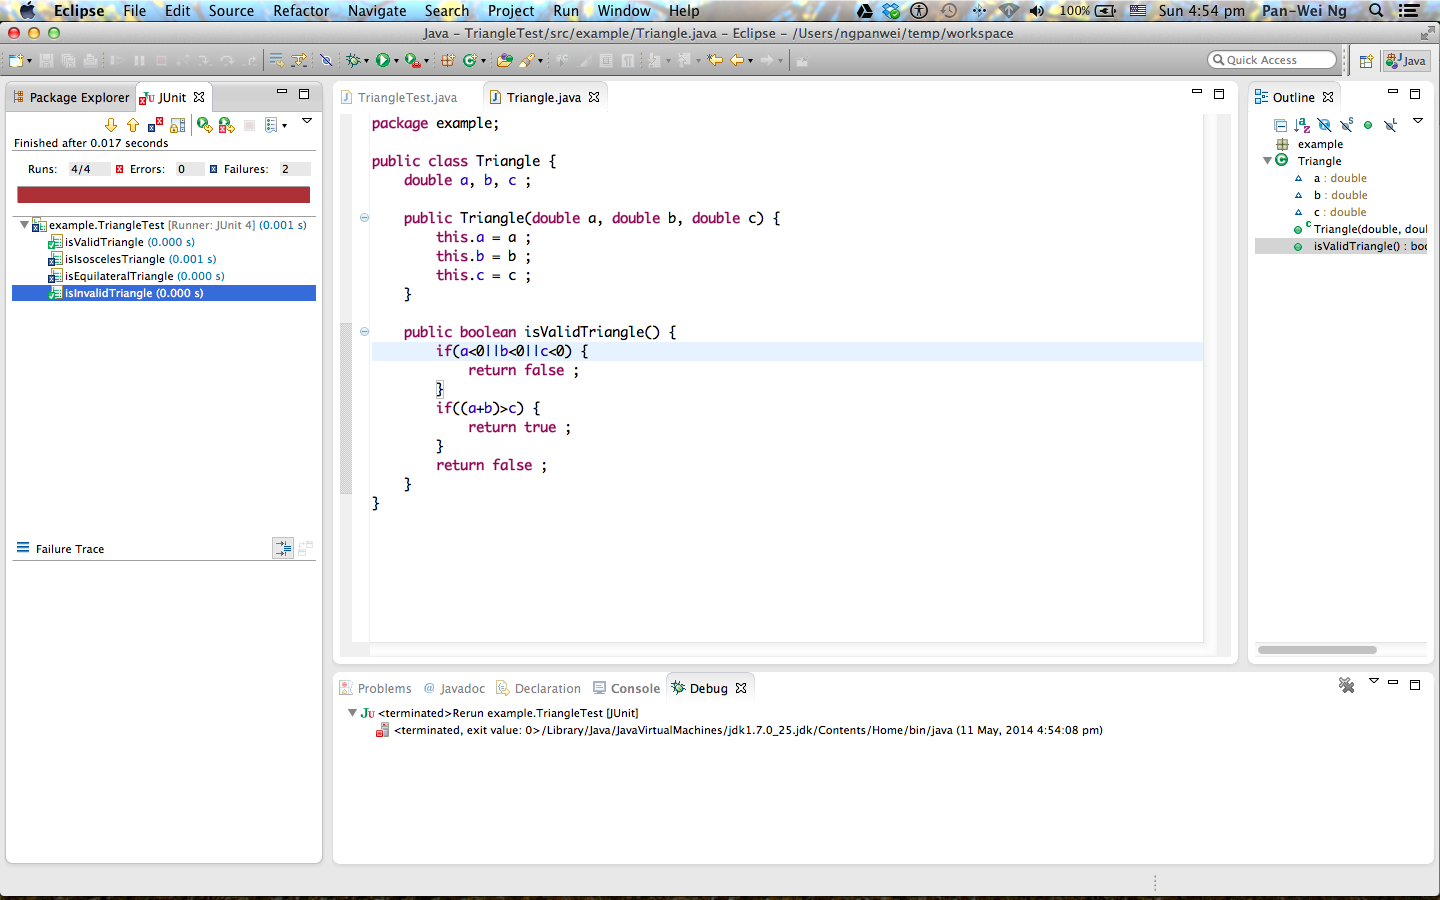 Eclipse File Edit Source Refactor Navigate Search Project Run Window Help 100% Sun 4:54 pm Pan-Wei Ng
Java – TriangleTest/src/example/Triangle.java – Eclipse – /Users/ngpanwei/temp/workspace
Quick Access Java
Package Explorer JUnit
Finished after 0.017 seconds
Runs: 4/4 Errors: 0 Failures: 2
example.TriangleTest [Runner: JUnit 4] (0.001 s)
isValidTriangle (0.000 s)
isIsoscelesTriangle (0.001 s)
isEquilateralTriangle (0.000 s)
isInvalidTriangle (0.000 s)
Failure Trace
TriangleTest.java Triangle.java
package example;
public class Triangle {
double a, b, c ;
public Triangle(double a, double b, double c) {
this.a = a ;
this.b = b ;
this.c = c ;
}
public boolean isValidTriangle() {
if(a<0||b<0||c<0) {
return false ;
}
if((a+b)>c) {
return true ;
}
return false ;
}
}
Outline
example
Triangle
a : double
b : double
c : double
Triangle(double, doul
isValidTriangle() : boo
Problems Javadoc Declaration Console Debug
<terminated>Rerun example.TriangleTest [JUnit]
<terminated, exit value: 0>/Library/Java/JavaVirtualMachines/jdk1.7.0_25.jdk/Contents/Home/bin/java (11 May, 2014 4:54:08 pm)